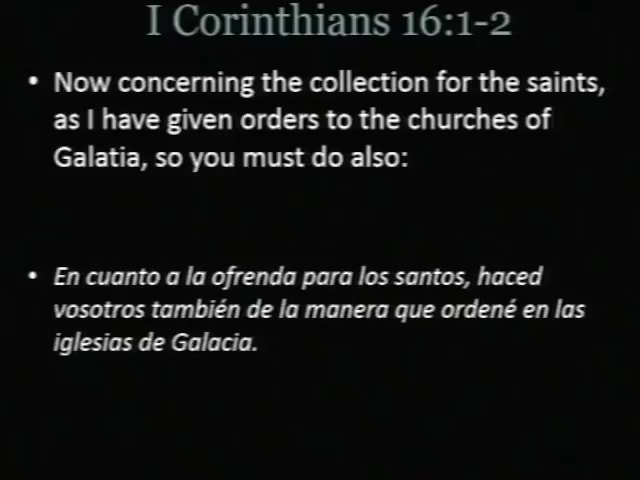 I Corinthians 16:1-2
• Now concerning the collection for the saints,
as I have given orders to the churches of
Galatia, so you must do also:
• En cuanto a la ofrenda para los santos, haced
vosotros también de la manera que ordené en las
iglesias de Galacia.